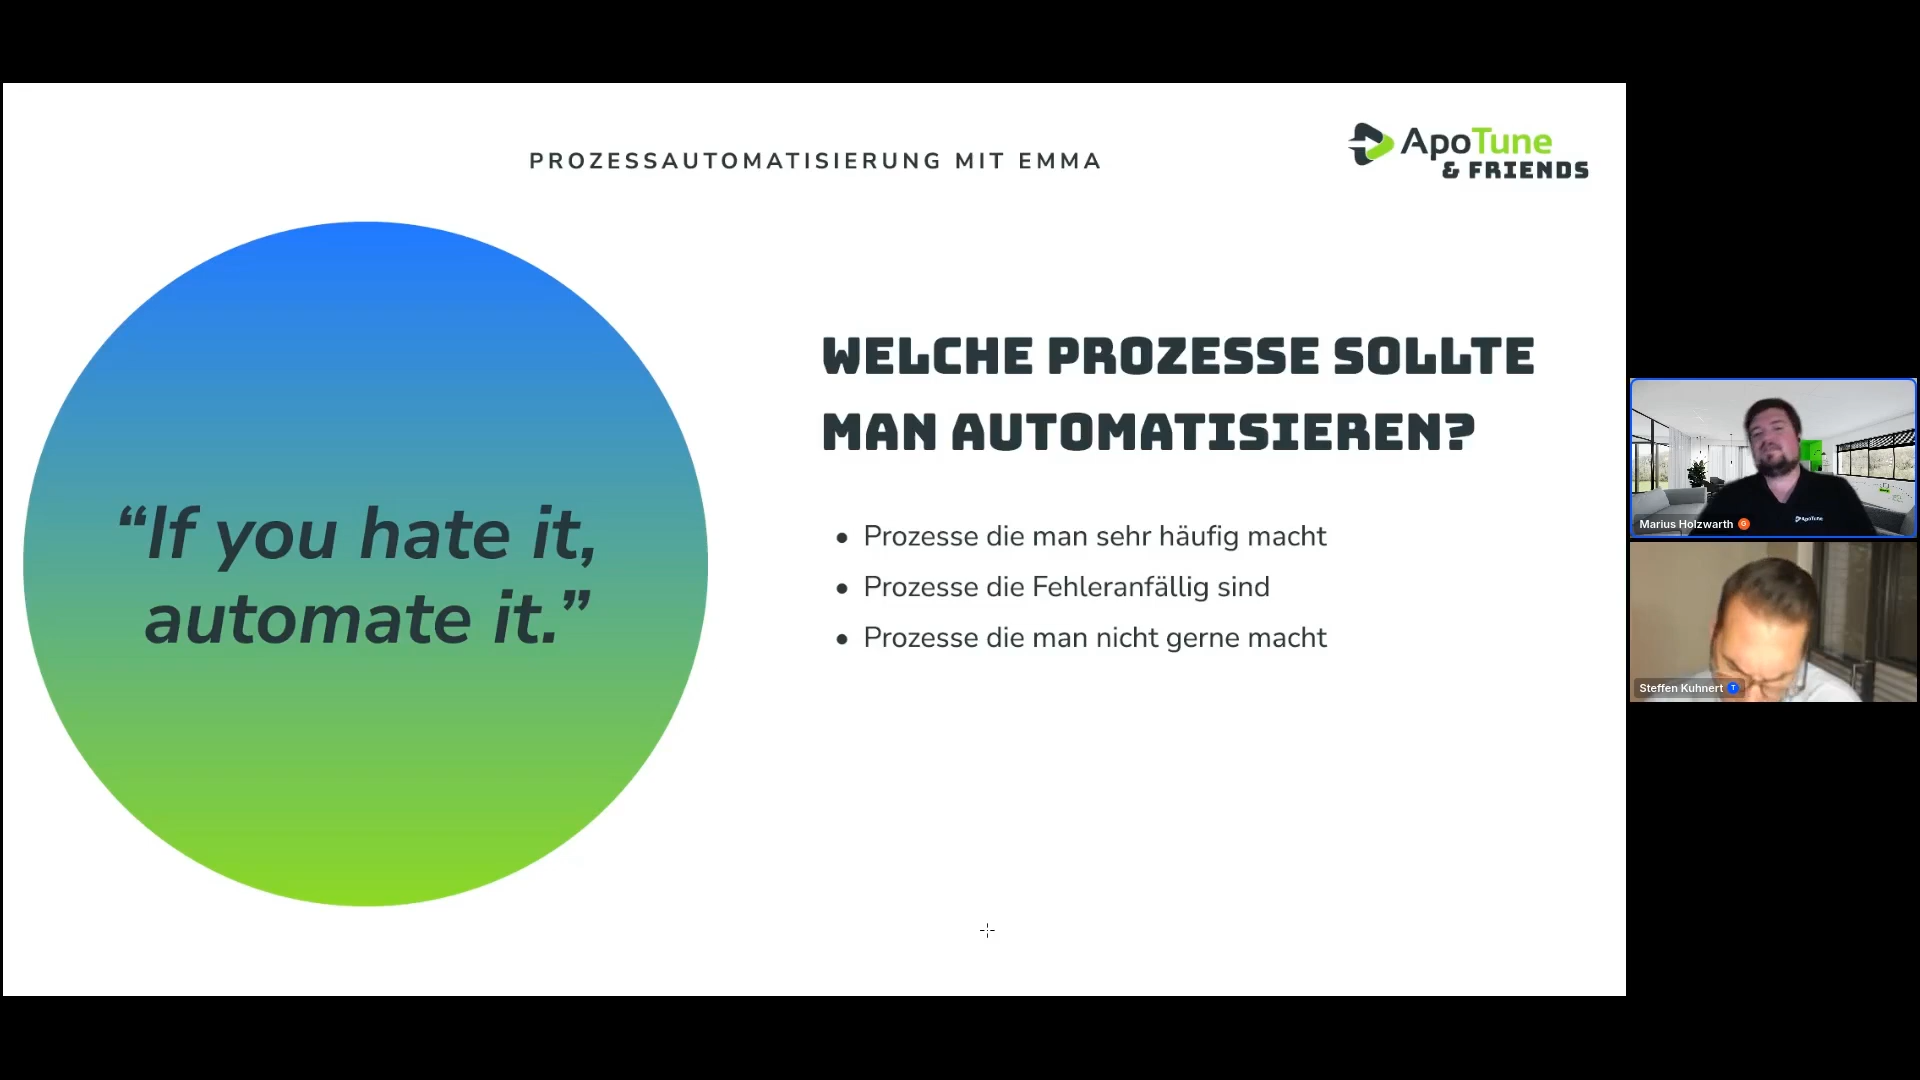 PROZESSAUTOMATISIERUNG MIT EMMA
ApoTune
& FRIENDS
“If you hate it,
automate it.”
WELCHE PROZESSE SOLLTE
MAN AUTOMATISIEREN?
• Prozesse die man sehr häufig macht
• Prozesse die Fehleranfällig sind
• Prozesse die man nicht gerne macht
ApoTune
Marius Holzwarth G
Steffen Kuhnert T